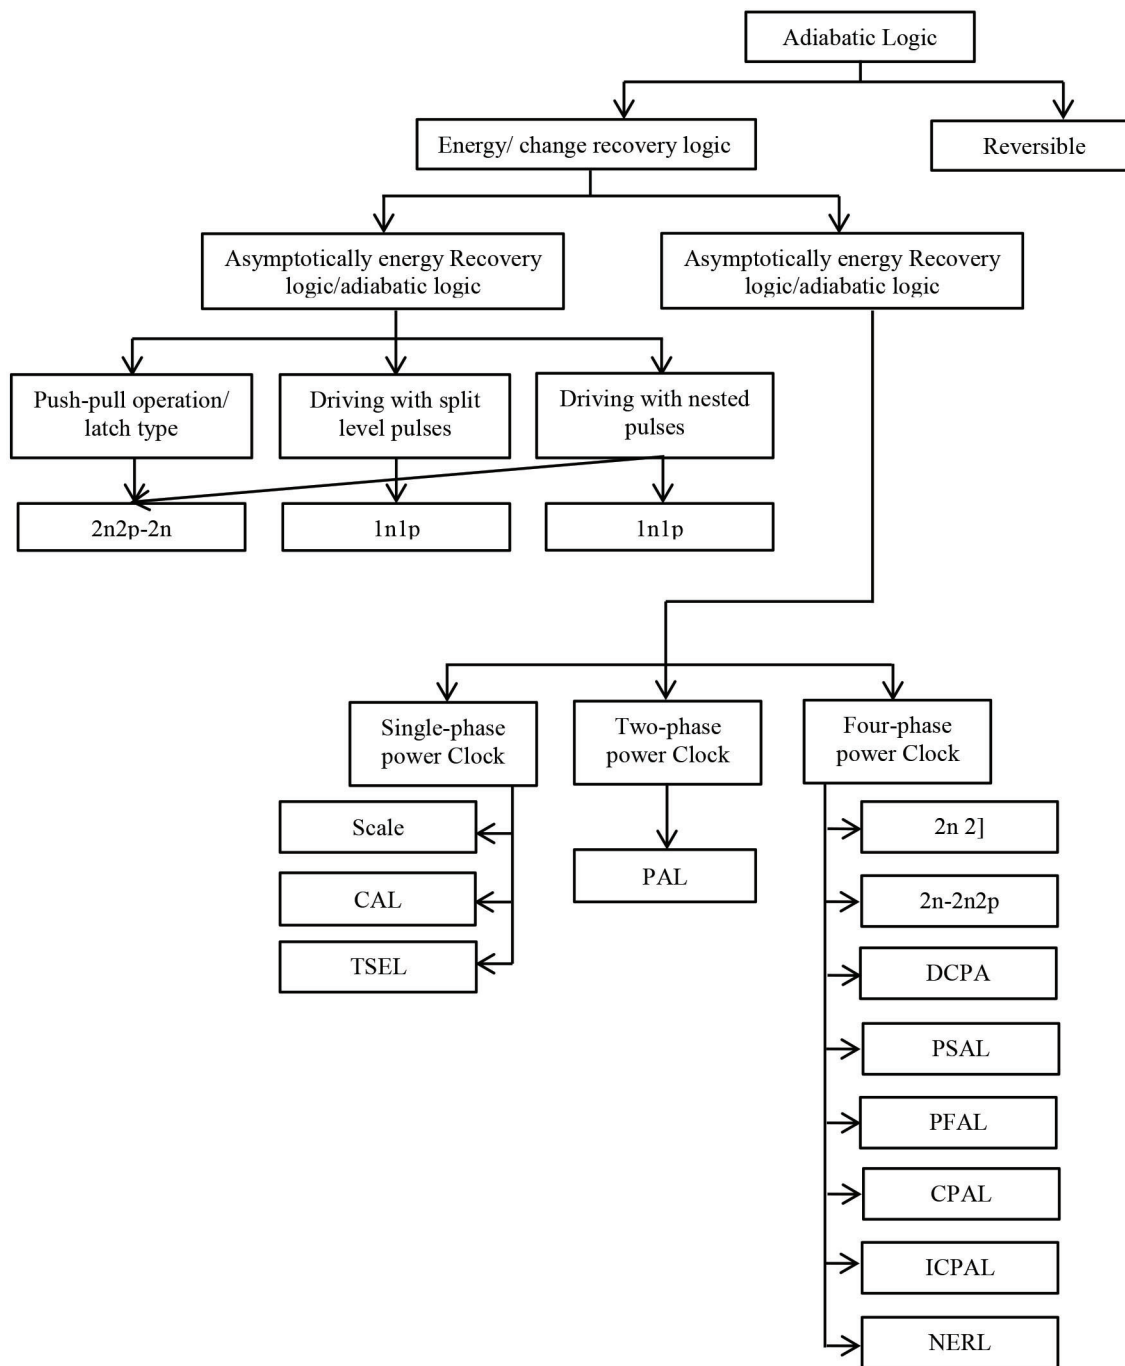 Adiabatic Logic
Energy/ change recovery logic
Reversible
Asymptotically energy Recovery
logic/adiabatic logic
Asymptotically energy Recovery
logic/adiabatic logic
Push-pull operation/
latch type
Driving with split
level pulses
Driving with nested
pulses
2n2p-2n
1n1p
1n1p
Single-phase
power Clock
Two-phase
power Clock
Four-phase
power Clock
Scale
CAL
TSEL
PAL
2n 2]
2n-2n2p
DCPA
PSAL
PFAL
CPAL
ICPAL
NERL